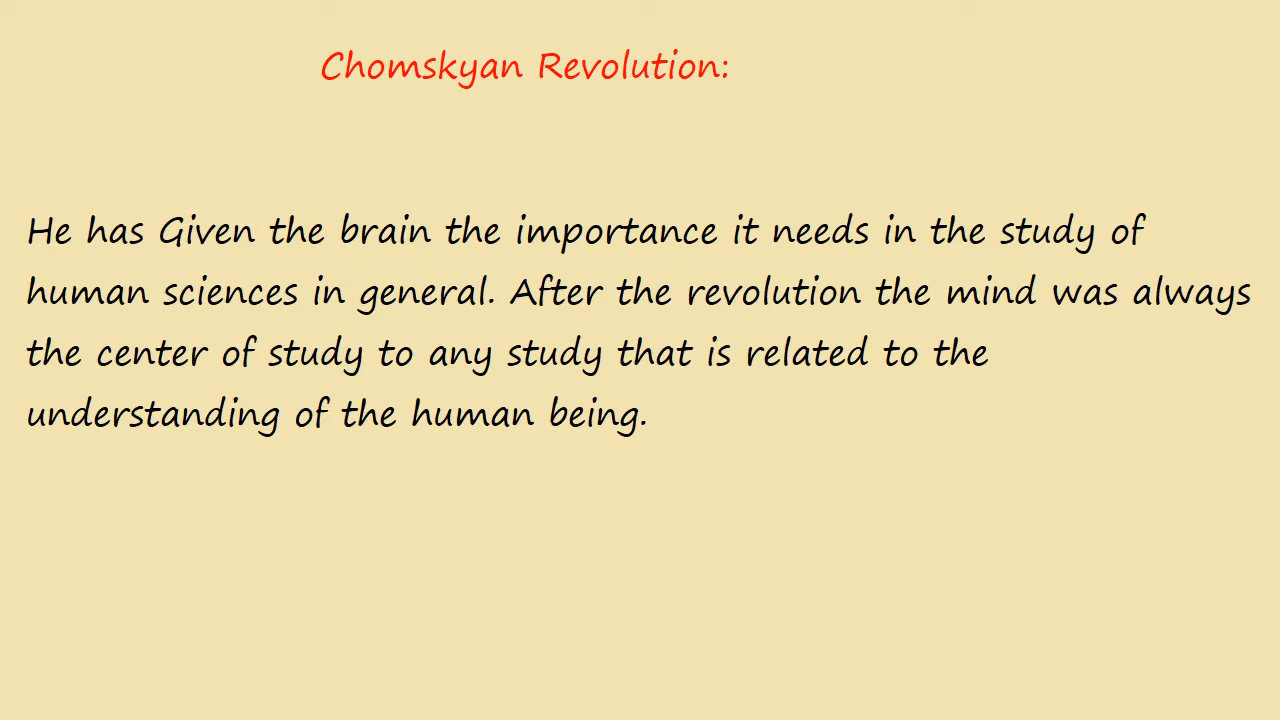 Chomskyan Revolution:
He has Given the brain the importance it needs in the study of
human sciences in general. After the revolution the mind was always
the center of study to any study that is related to the
understanding of the human being.